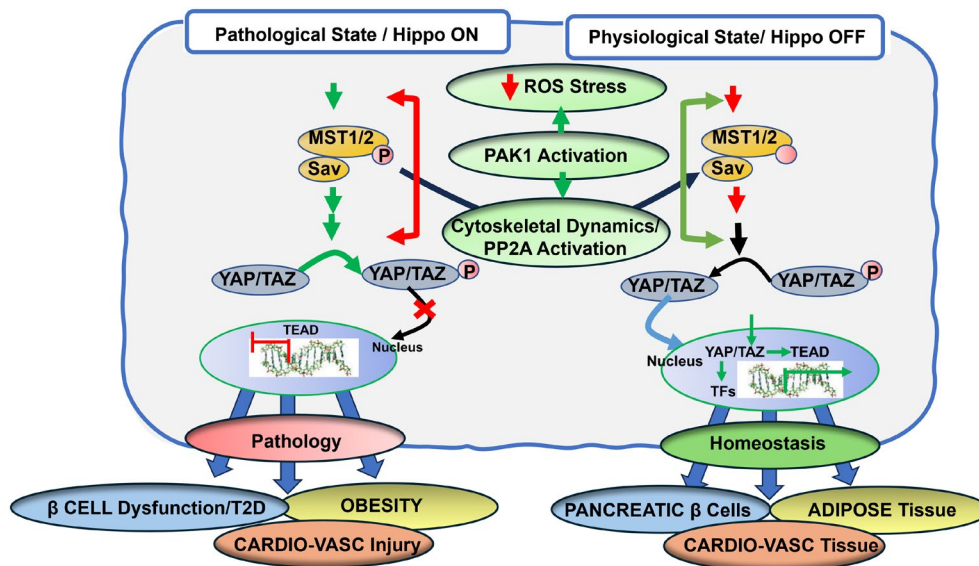 Pathological State / Hippo ON
Physiological State/ Hippo OFF
ROS Stress
PAK1 Activation
Cytoskeletal Dynamics/
PP2A Activation
MST1/2
P
Sav
YAP/TAZ
YAP/TAZ
P
TEAD
Nucleus
Pathology
β CELL Dysfunction/T2D
OBESITY
CARDIO-VASC Injury
MST1/2
Sav
YAP/TAZ
YAP/TAZ
P
Nucleus
YAP/TAZ
TEAD
TFs
Homeostasis
PANCREATIC β Cells
ADIPOSE Tissue
CARDIO-VASC Tissue